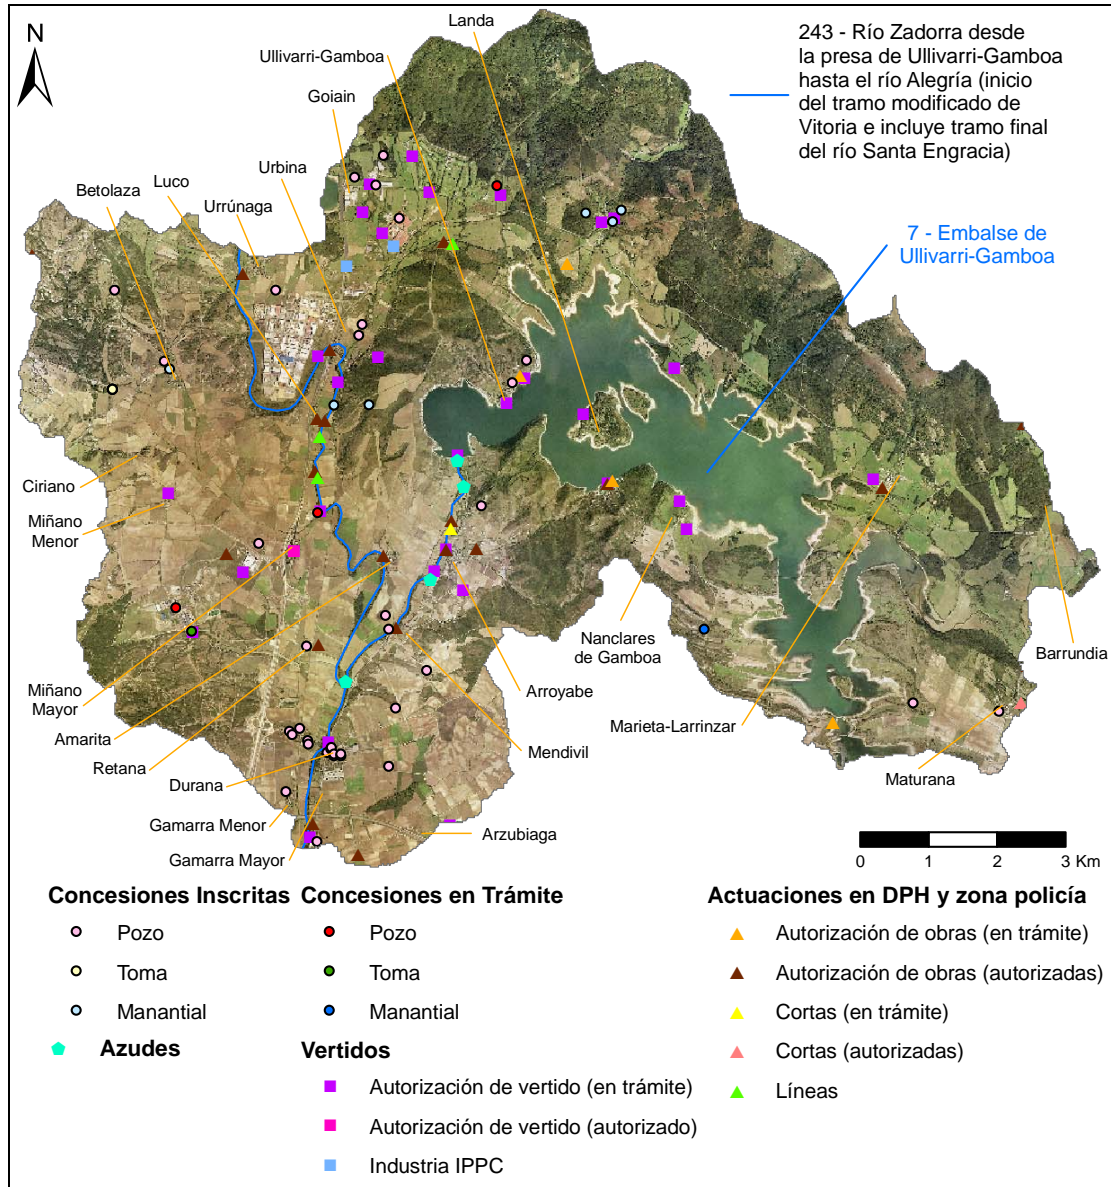 N
Landa
Ullivarri-Gamboa
Goiain
Urbina
Luco
Betolaza
Urrúnaga
243 - Río Zadorra desde
la presa de Ullivarri-Gamboa
hasta el río Alegría (inicio
del tramo modificado de
Vitoria e incluye tramo final
del río Santa Engracia)
7 - Embalse de
Ullivarri-Gamboa
Ciriano
Miñano
Menor
Miñano
Mayor
Amarita
Retana
Durana
Gamarra Menor
Gamarra Mayor
Arzubiaga
Mendivil
Arroyabe
Nanclares
de Gamboa
Marieta-Larrinzar
Barrundia
Maturana
0 1 2 3 Km
Concesiones Inscritas
Pozo
Toma
Manantial
Azudes
Concesiones en Trámite
Pozo
Toma
Manantial
Vertidos
Autorización de vertido (en trámite)
Autorización de vertido (autorizado)
Industria IPPC
Actuaciones en DPH y zona policía
Autorización de obras (en trámite)
Autorización de obras (autorizadas)
Cortas (en trámite)
Cortas (autorizadas)
Líneas